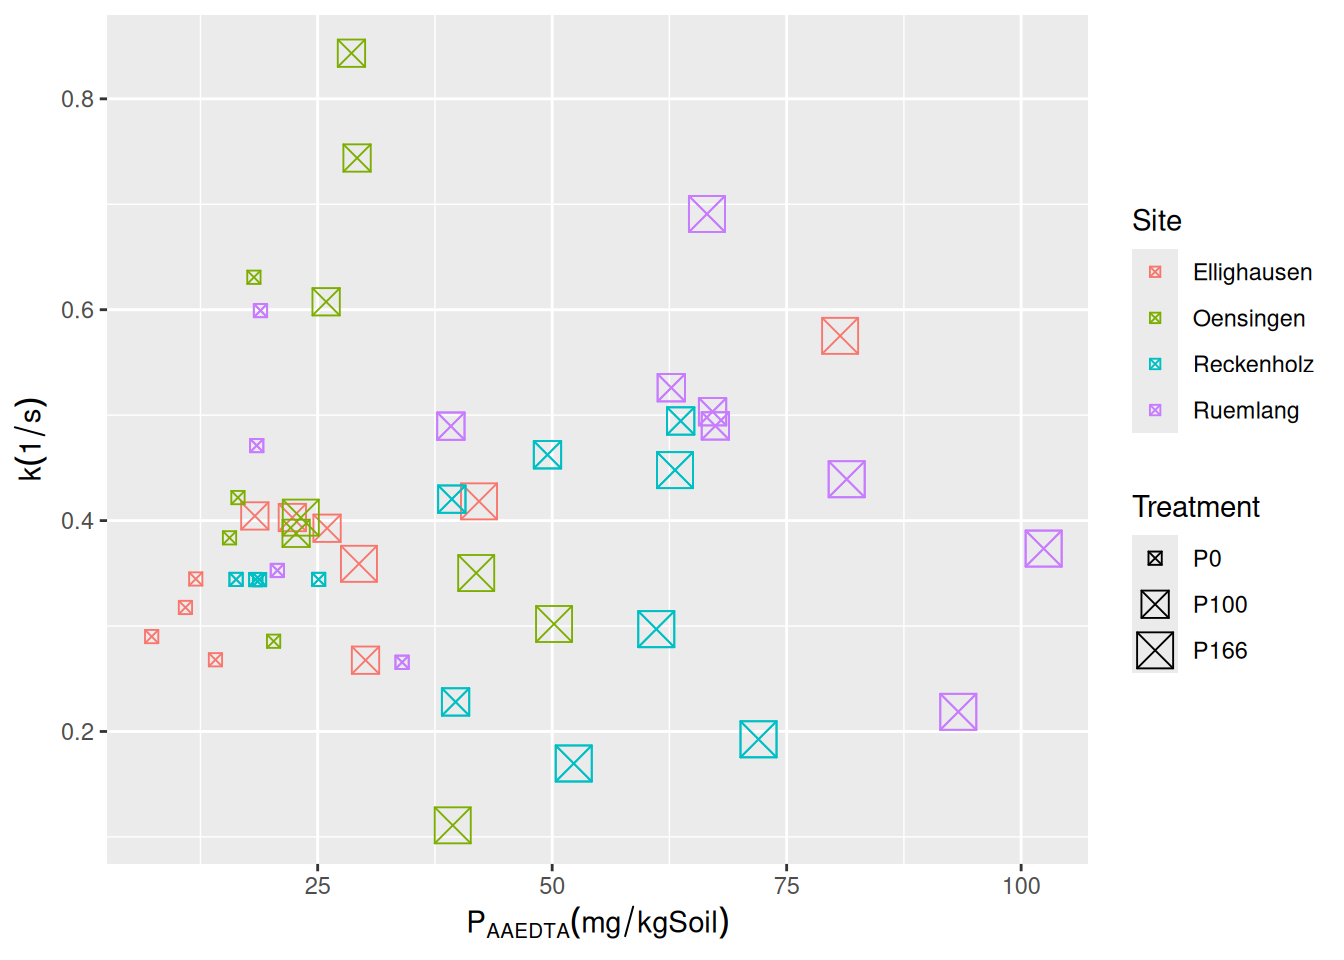 0.8
0.6
0.4
0.2
k(1/s)
25 50 75 100
P_AAEDTA(mg/kgSoil)
Site
Ellighausen
Oensingen
Reckenholz
Ruemlang
Treatment
P0
P100
P166